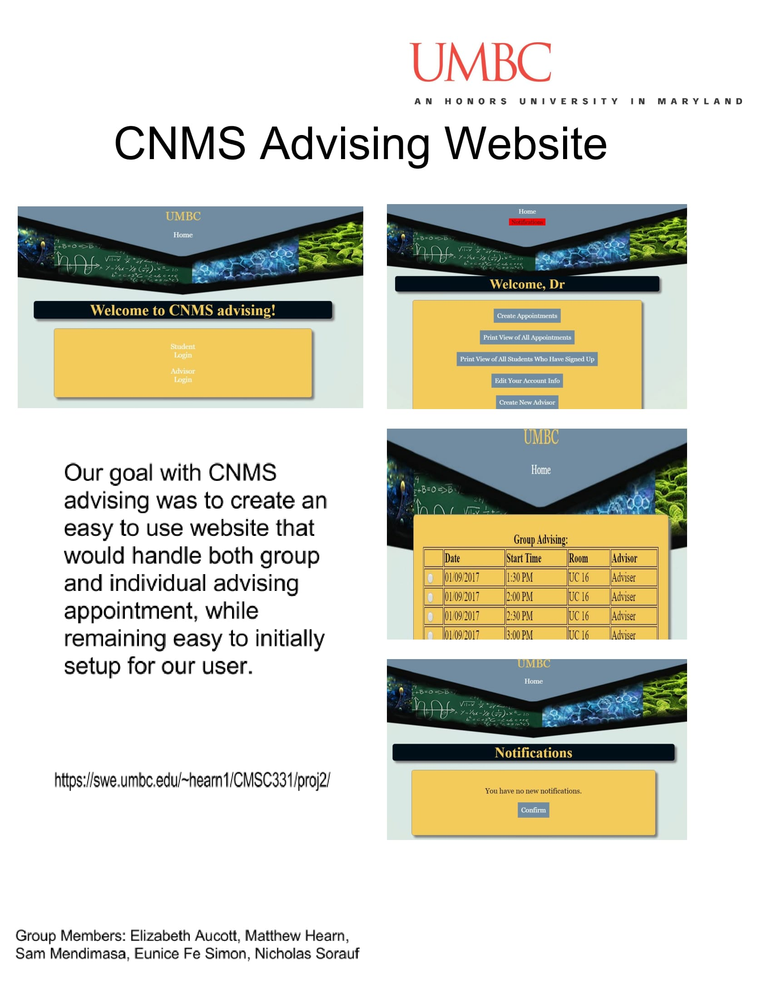 UMBC
AN HONORS UNIVERSITY IN MARYLAND
CNMS Advising Website
UMBC
Home
Welcome to CNMS advising!
Student
Login
Advisor
Login
Home
Notifications
Welcome, Dr
Create Appointments
Print View of All Appointments
Print View of All Students Who Have Signed Up
Edit Your Account Info
Create New Advisor
Our goal with CNMS
advising was to create an
easy to use website that
would handle both group
and individual advising
appointment, while
remaining easy to initially
setup for our user.
UMBC
Home
Group Advising:
Date Start Time Room Advisor
01/09/2017 1:30 PM UC 16 Adviser
01/09/2017 2:00 PM UC 16 Adviser
01/09/2017 2:30 PM UC 16 Adviser
01/09/2017 3:00 PM UC 16 Adviser
UMBC
Home
Notifications
You have no new notifications.
Confirm
https://swe.umbc.edu/~hearn1/CMSC331/proj2/
Group Members: Elizabeth Aucott, Matthew Hearn,
Sam Mendimasa, Eunice Fe Simon, Nicholas Sorauf